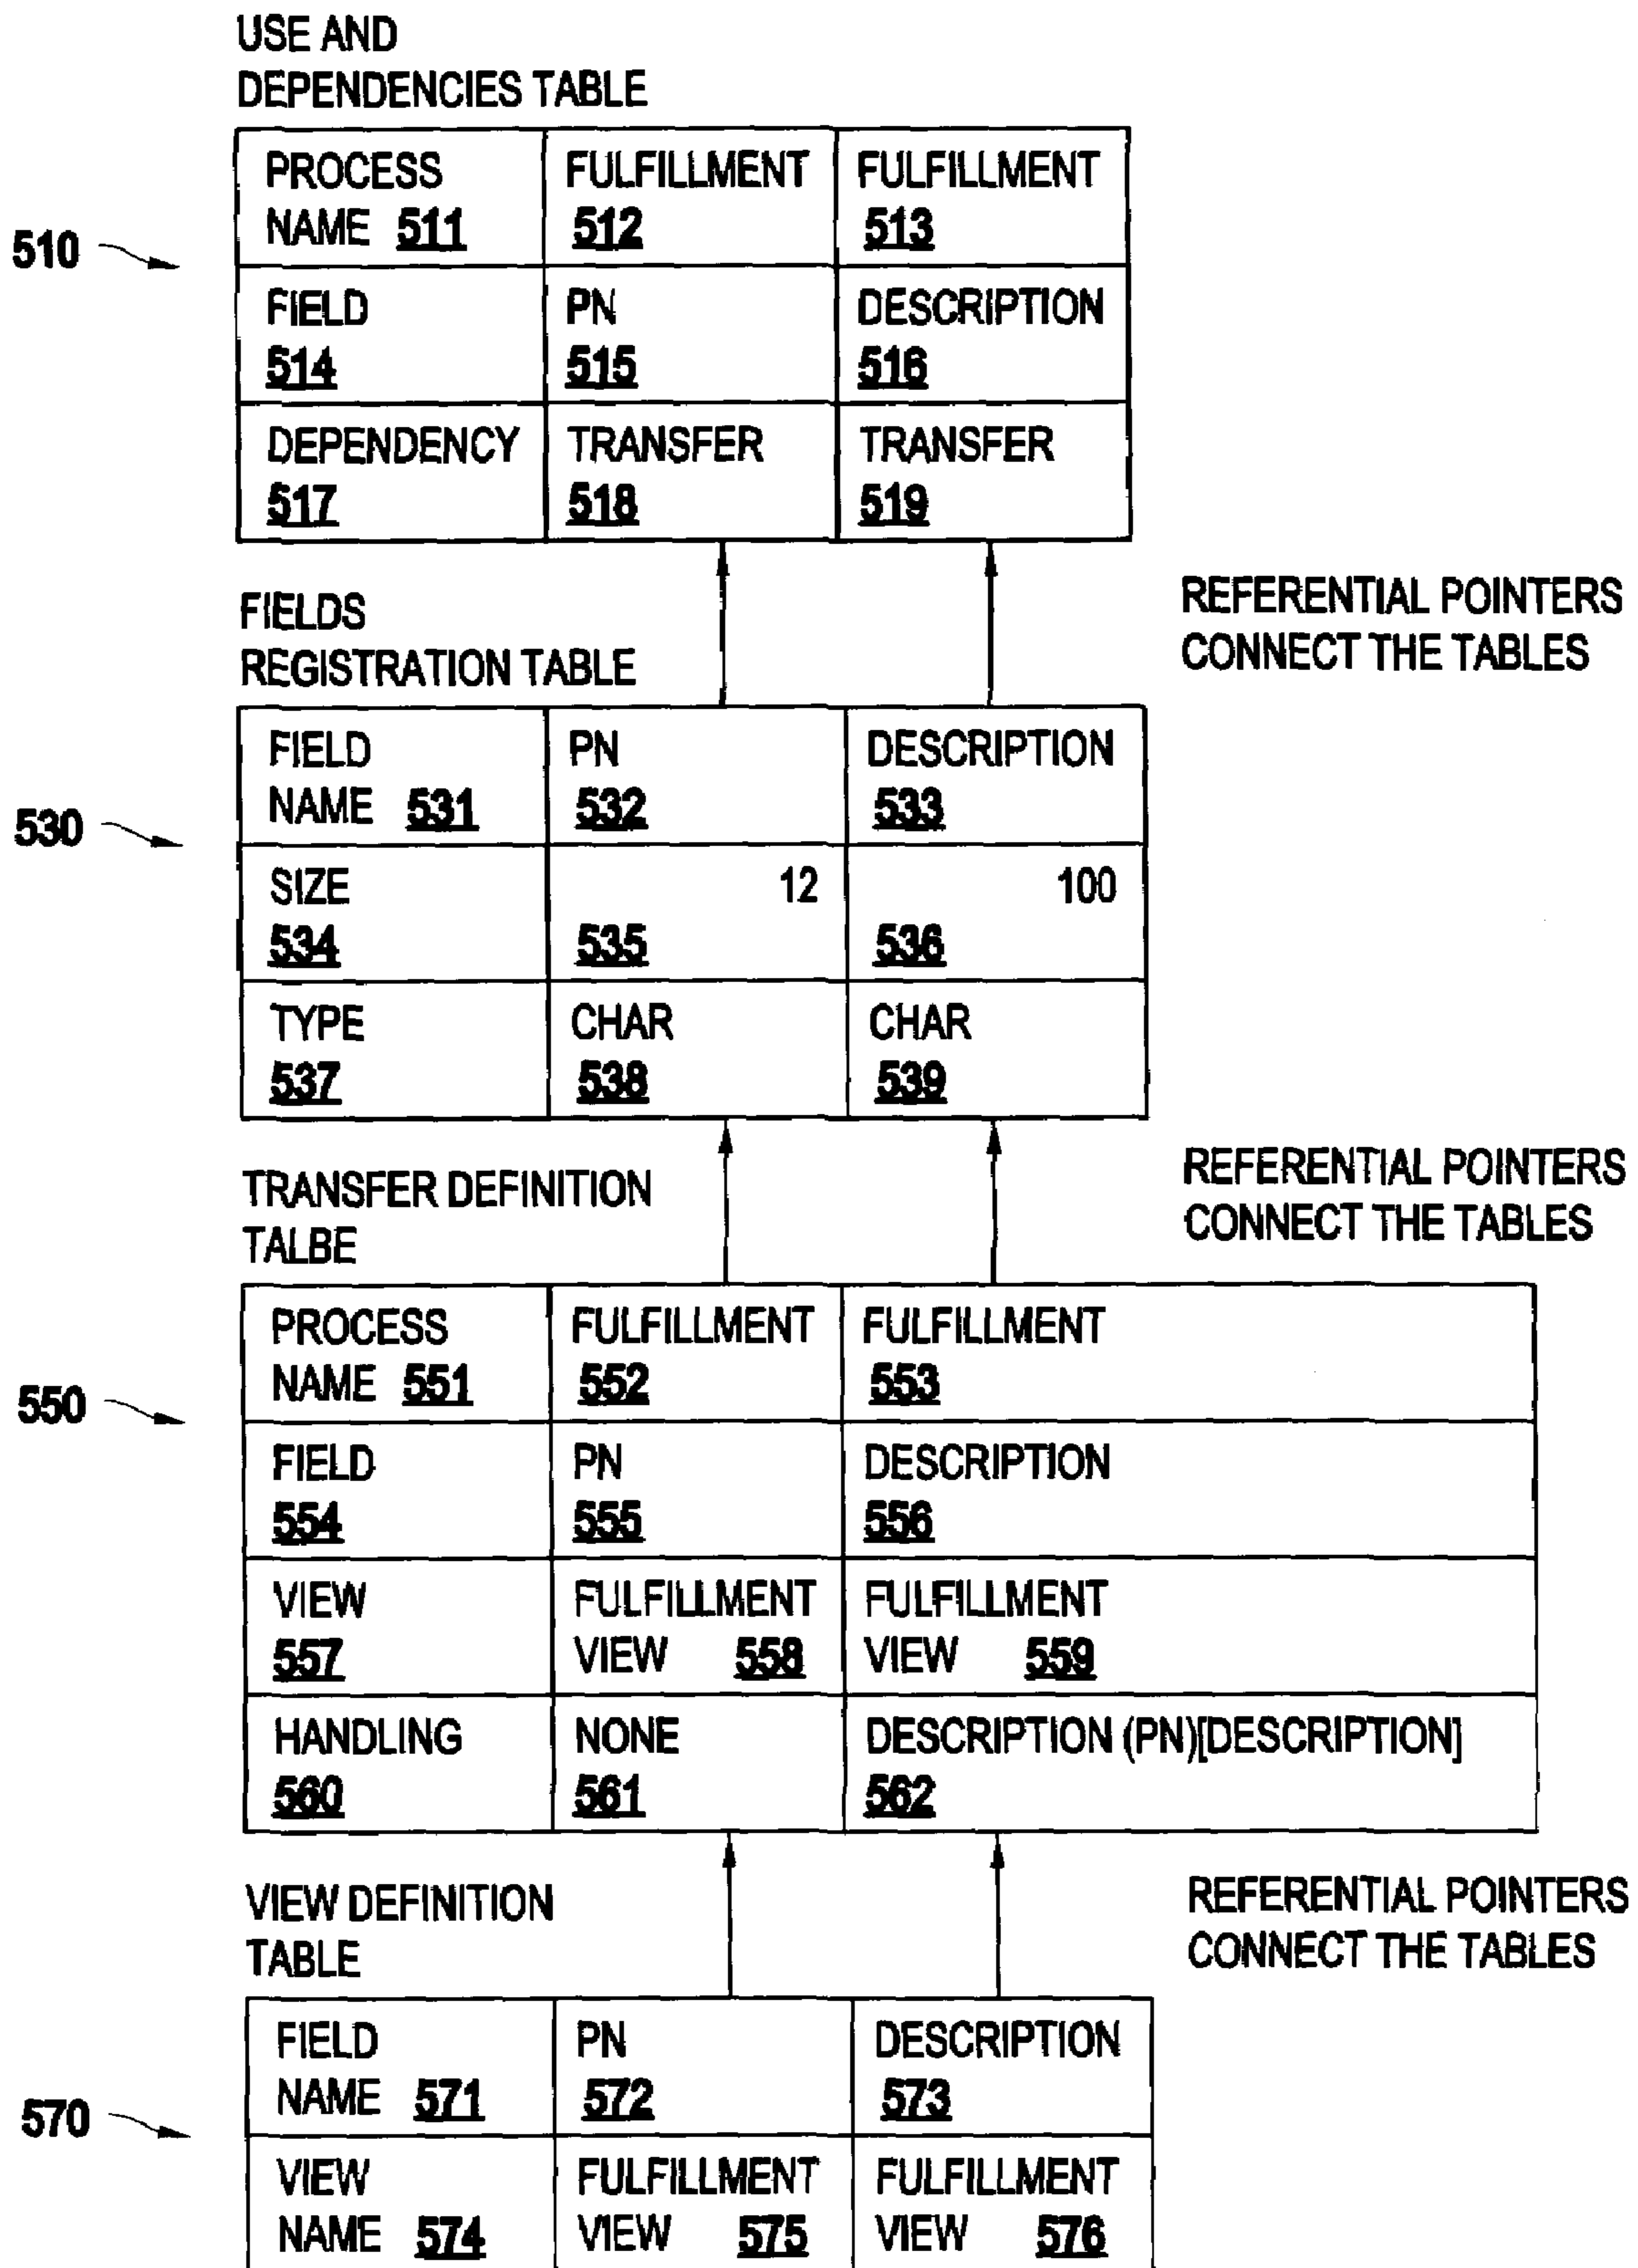 USE AND
DEPENDENCIES TABLE
PROCESS FULFILLMENT FULFILLMENT
NAME 511 512 513
510
FIELD PN DESCRIPTION
514 515 516
DEPENDENCY TRANSFER TRANSFER
517 518 519
FIELDS
REGISTRATION TABLE
REFERENTIAL POINTERS
CONNECT THE TABLES
FIELD PN DESCRIPTION
NAME 531 532 533
530
SIZE 12 100
534 535 536
TYPE CHAR CHAR
537 538 539
TRANSFER DEFINITION
TALBE
REFERENTIAL POINTERS
CONNECT THE TABLES
PROCESS FULFILLMENT FULFILLMENT
NAME 551 552 553
550
FIELD PN DESCRIPTION
554 555 556
VIEW FULFILLMENT FULFILLMENT
557 VIEW 558 VIEW 559
HANDLING NONE DESCRIPTION (PN)[DESCRIPTION]
560 561 562
VIEW DEFINITION
TABLE
REFERENTIAL POINTERS
CONNECT THE TABLES
FIELD PN DESCRIPTION
NAME 571 572 573
570
VIEW FULFILLMENT FULFILLMENT
NAME 574 VIEW 575 VIEW 576